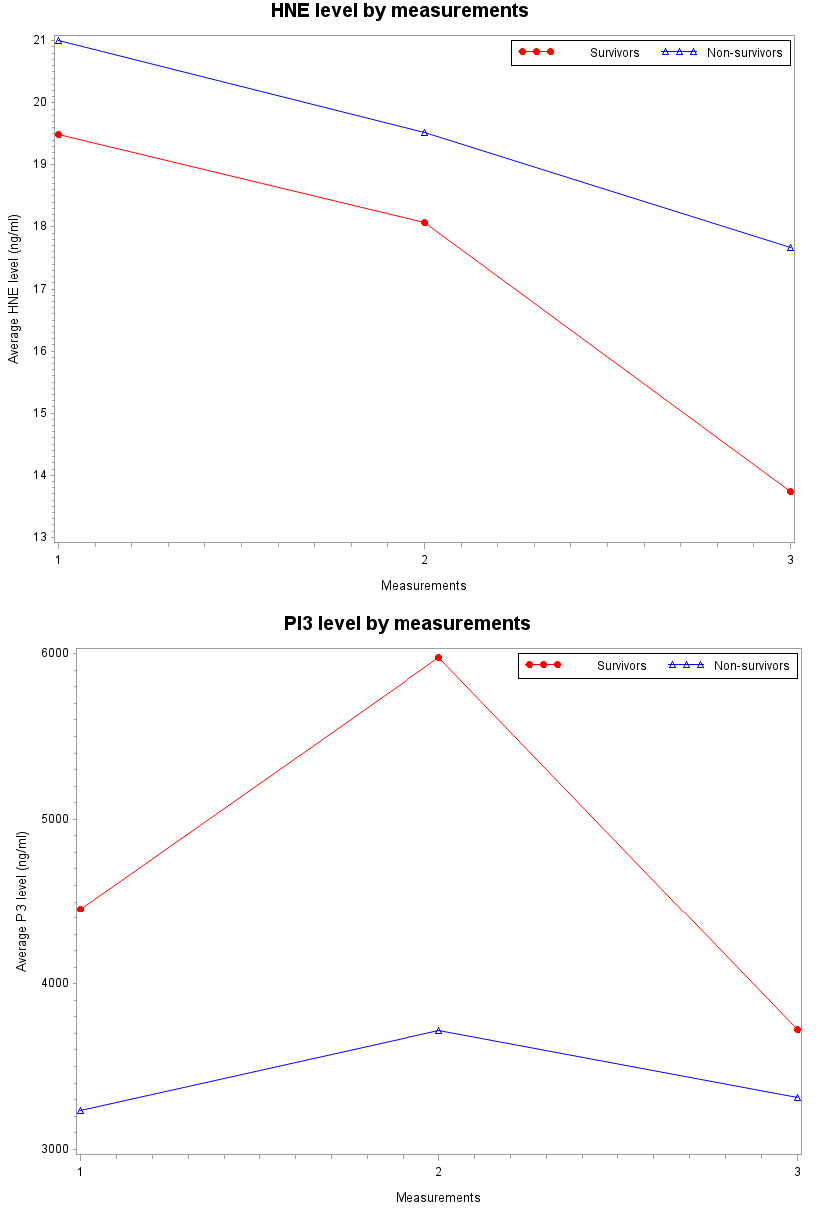 HNE level by measurements
Survivors Non-survivors
21
20
19
18
17
16
15
14
13
Average HNE level (ng/ml)
1 2 3
Measurements
PI3 level by measurements
Survivors Non-survivors
6000
5000
4000
3000
Average P 3 level (ng/ml)
1 2 3
Measurements